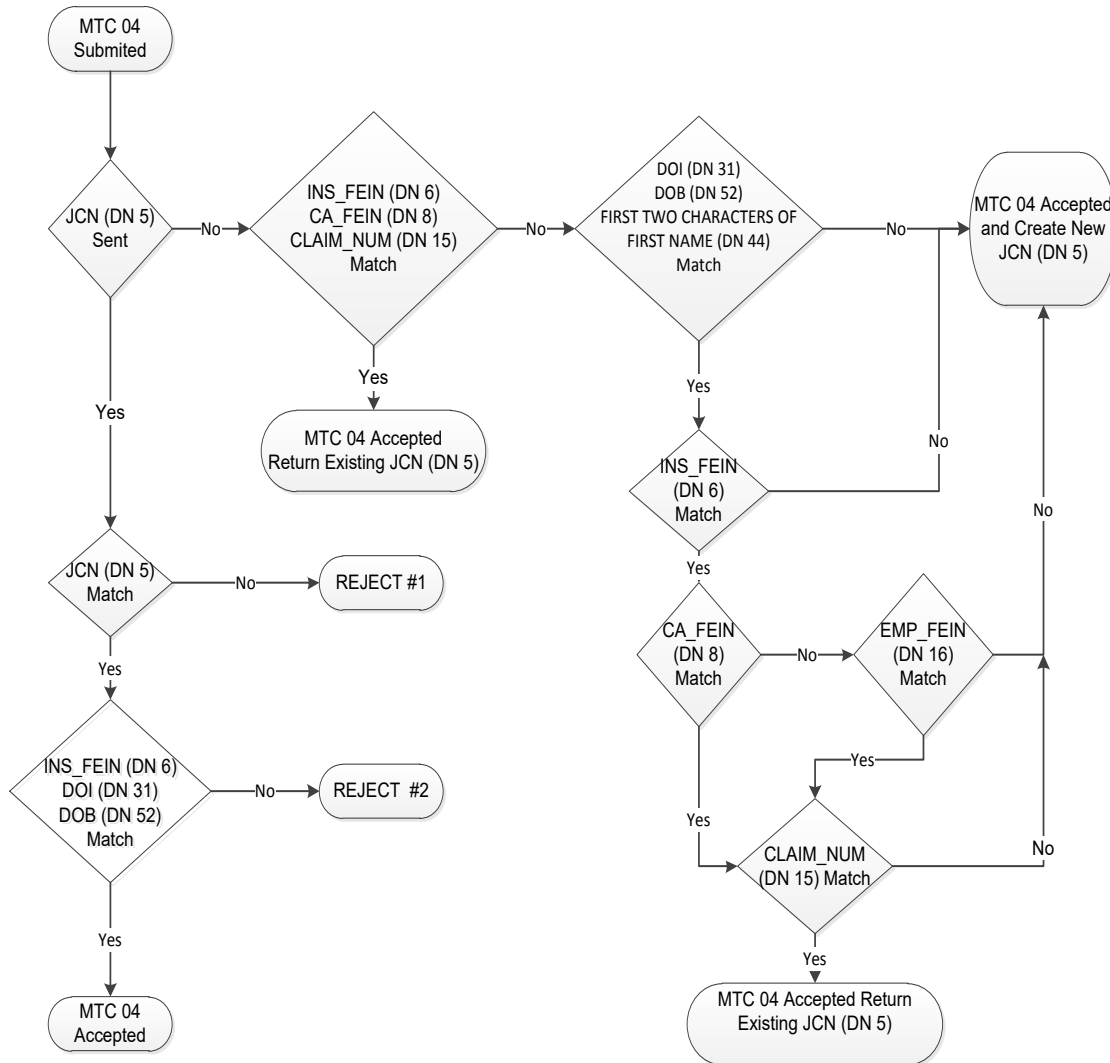 MTC 04
Submited
JCN (DN 5)
Sent
No
INS_FEIN (DN 6)
CA_FEIN (DN 8)
CLAIM_NUM (DN 15)
Match
No
DOI (DN 31)
DOB (DN 52)
FIRST TWO CHARACTERS OF
FIRST NAME (DN 44)
Match
No
MTC 04 Accepted
and Create New
JCN (DN 5)
Yes
Yes
Yes
MTC 04 Accepted
Return Existing JCN (DN 5)
No
INS_FEIN
(DN 6)
Match
No
Yes
JCN (DN 5)
Match
No
REJECT #1
CA_FEIN
(DN 8)
Match
No
EMP_FEIN
(DN 16)
Match
Yes
INS_FEIN (DN 6)
DOI (DN 31)
DOB (DN 52)
Match
No
REJECT #2
Yes
Yes
CLAIM_NUM
(DN 15) Match
No
Yes
Yes
MTC 04
Accepted
MTC 04 Accepted Return
Existing JCN (DN 5)